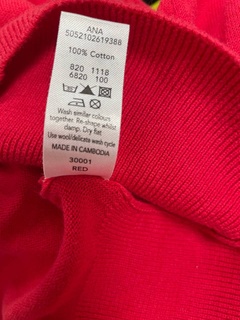 ANA
5052102619388
100% Cotton
820 1118
6820 100
Wash similar colours
together. Re-shape whilst
damp. Dry flat
Use wool/delicate wash cycle
MADE IN CAMBODIA
30001
RED